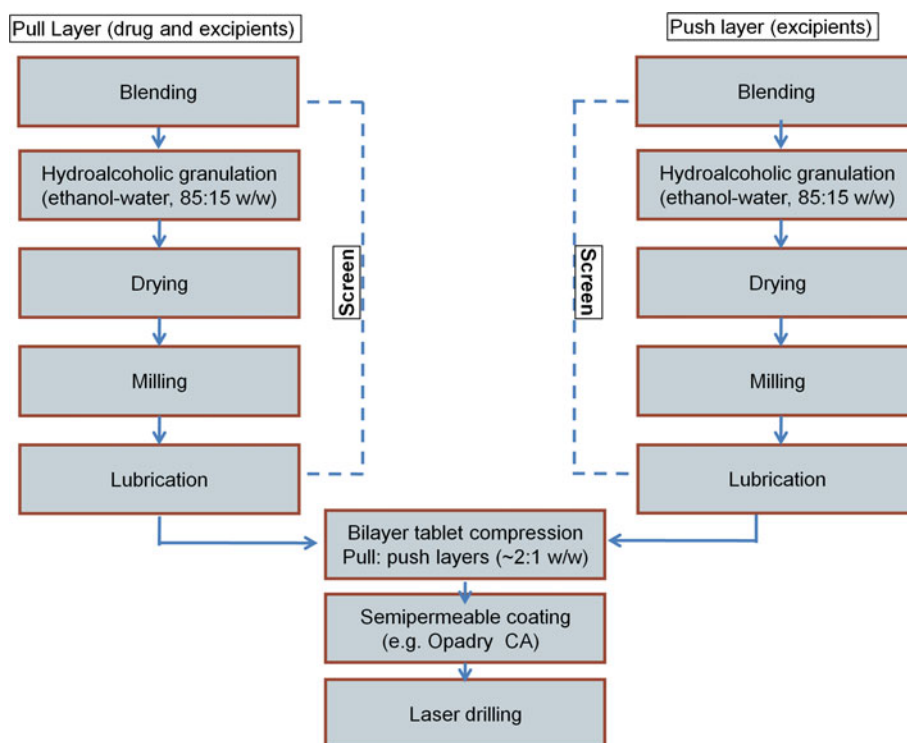 Pull Layer (drug and excipients)
Blending
Hydroalcoholic granulation
(ethanol-water, 85:15 w/w)
Drying
Milling
Lubrication
Screen
Push layer (excipients)
Blending
Hydroalcoholic granulation
(ethanol-water, 85:15 w/w)
Drying
Milling
Lubrication
Screen
Bilayer tablet compression
Pull: push layers (~2:1 w/w)
Semipermeable coating
(e.g. Opadry CA)
Laser drilling